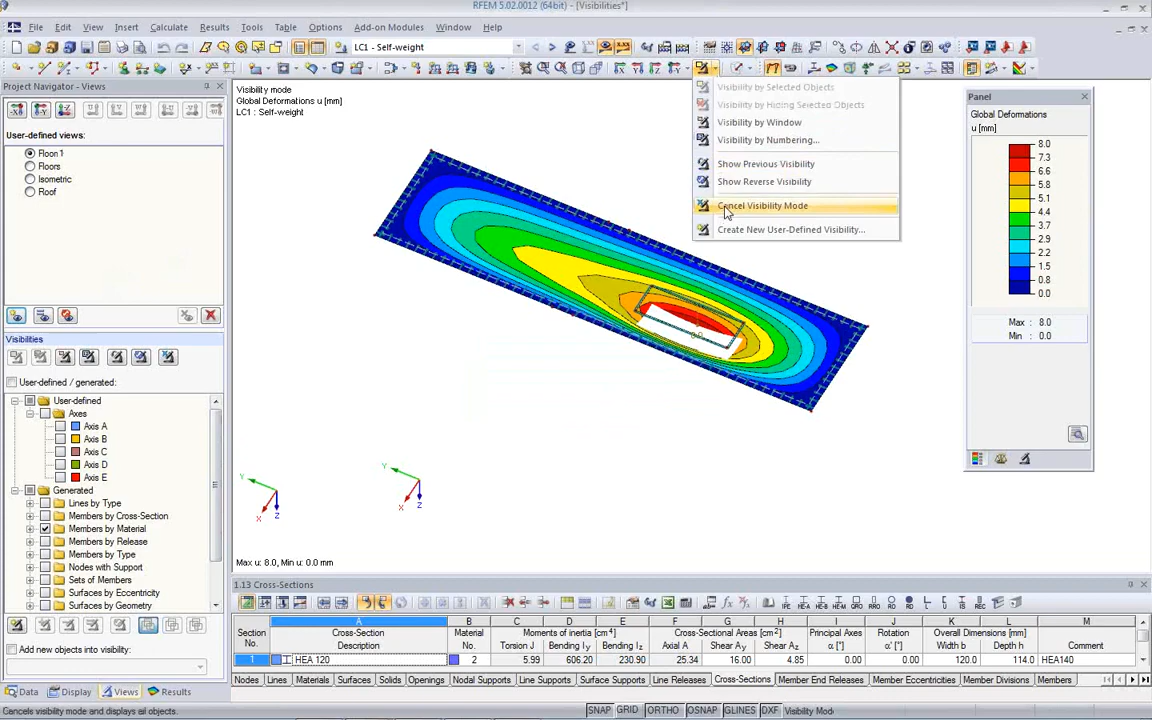 RFEM 5.02.0012 (64bit) - [Visibilities*]
File Edit View Insert Calculate Results Tools Table Options Add-on Modules Window Help
LC1 - Self-weight
Project Navigator - Views
User-defined views:
Floor1
Floors
Isometric
Roof
Visibilities
User-defined / generated:
User-defined
Axes
Axis A
Axis B
Axis C
Axis D
Axis E
Generated
Lines by Type
Members by Cross-Section
Members by Material
Members by Release
Members by Type
Nodes with Support
Sets of Members
Surfaces by Eccentricity
Surfaces by Geometry
Add new objects into visibility:
Data Display Views Results
Visibility mode
Global Deformations u [mm]
LC1 : Self-weight
Visibility by Selected Objects
Visibility by Hiding Selected Objects
Visibility by Window
Visibility by Numbering...
Show Previous Visibility
Show Reverse Visibility
Cancel Visibility Mode
Create New User-Defined Visibility...
Y
X
Z
Y
X
Z
Max u: 8.0, Min u: 0.0 mm
Panel
Global Deformations
u [mm]
8.0
7.3
6.6
5.8
5.1
4.4
3.7
2.9
2.2
1.5
0.8
0.0
Max : 8.0
Min : 0.0
1.13 Cross-Sections
A B C D E F G H I J K L M
Section No. Cross-Section Description Material No. Moments of inertia [cm⁴] Torsion J Bending Iy Bending Iz Cross-Sectional Areas [cm²] Axial A Shear Ay Shear Az Principal Axes α [°] Rotation α' [°] Overall Dimensions [mm] Width b Depth h Comment
1 HEA 120 2 5.99 606.20 230.90 25.34 16.00 4.85 0.00 0.00 120.0 114.0 HEA140
Nodes Lines Materials Surfaces Solids Openings Nodal Supports Line Supports Surface Supports Line Releases Cross-Sections Member End Releases Member Eccentricities Member Divisions Members
Cancels visibility mode and displays all objects.
SNAP GRID ORTHO OSNAP GLINES DXF Visibility Mod